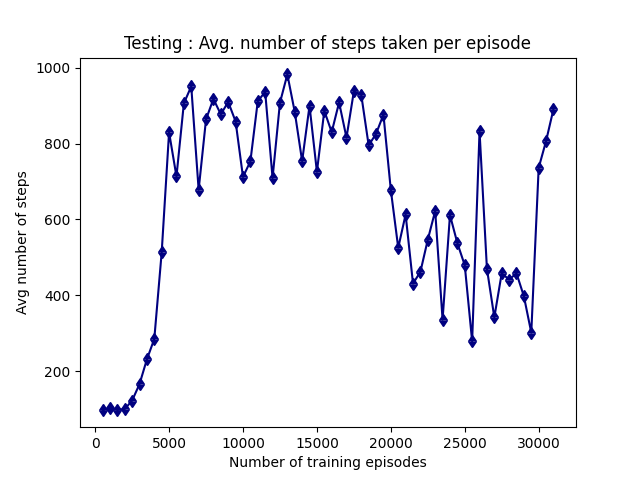 Testing : Avg. number of steps taken per episode
1000
800
600
400
200
Avg number of steps
0 5000 10000 15000 20000 25000 30000
Number of training episodes